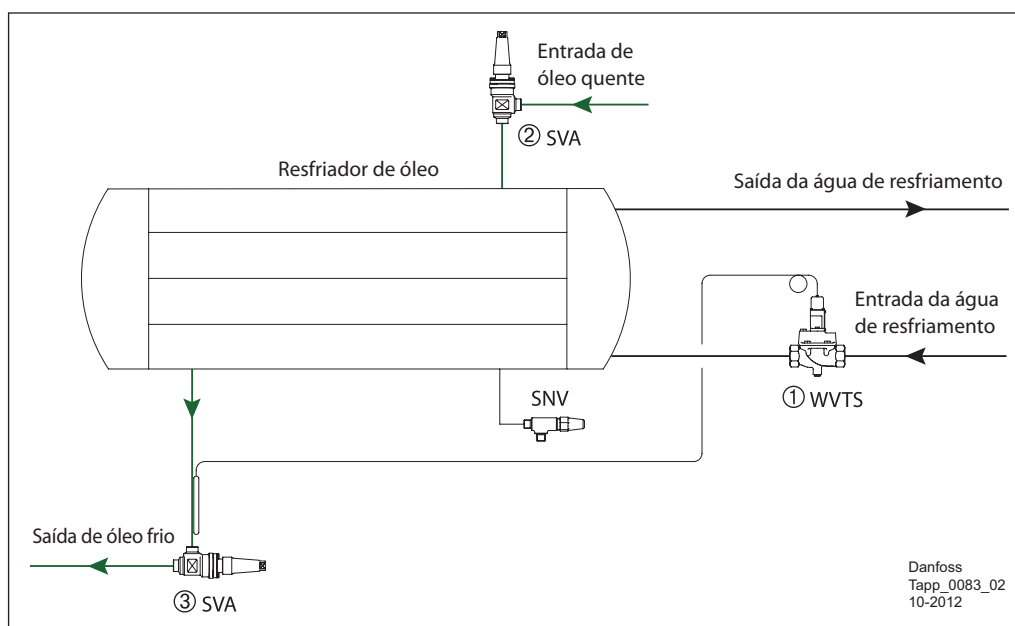 Entrada de
óleo quente
② SVA
Resfriador de óleo
Saída da água de resfriamento
Entrada da água
de resfriamento
① WVTS
SNV
Saída de óleo frio
③ SVA
Danfoss
Tapp_0083_02
10-2012